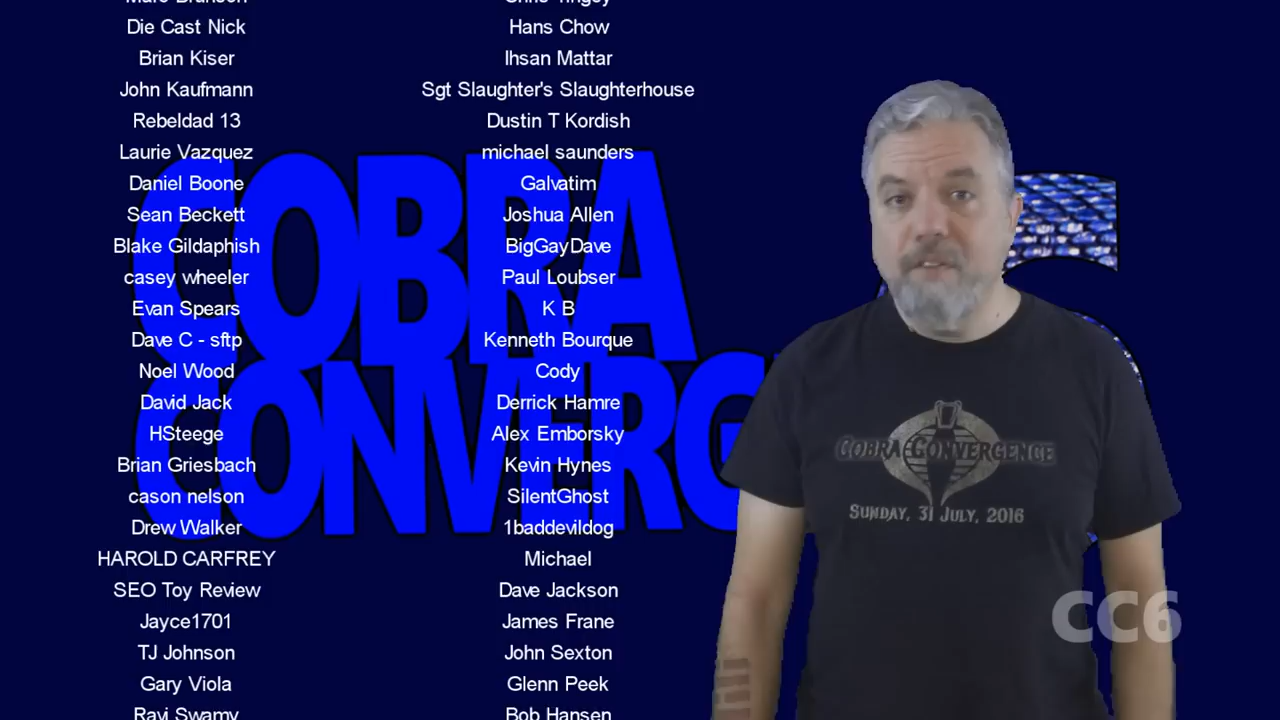 Die Cast Nick
Brian Kiser
John Kaufmann
Rebeldad 13
Laurie Vazquez
Daniel Boone
Sean Beckett
Blake Gildaphish
casey wheeler
Evan Spears
Dave C - sftp
Noel Wood
David Jack
HSteege
Brian Griesbach
cason nelson
Drew Walker
HAROLD CARFREY
SEO Toy Review
Jayce1701
TJ Johnson
Gary Viola
Ravi Swamy
Hans Chow
Ihsan Mattar
Sgt Slaughter's Slaughterhouse
Dustin T Kordish
michael saunders
Galvatim
Joshua Allen
BigGayDave
Paul Loubser
K B
Kenneth Bourque
Cody
Derrick Hamre
Alex Emborsky
Kevin Hynes
SilentGhost
1baddevildog
Michael
Dave Jackson
James Frane
John Sexton
Glenn Peek
Bob Hansen
COBRA
CONVERG
COBRA CONVERGENCE
SUNDAY, 31 JULY, 2016
CC6